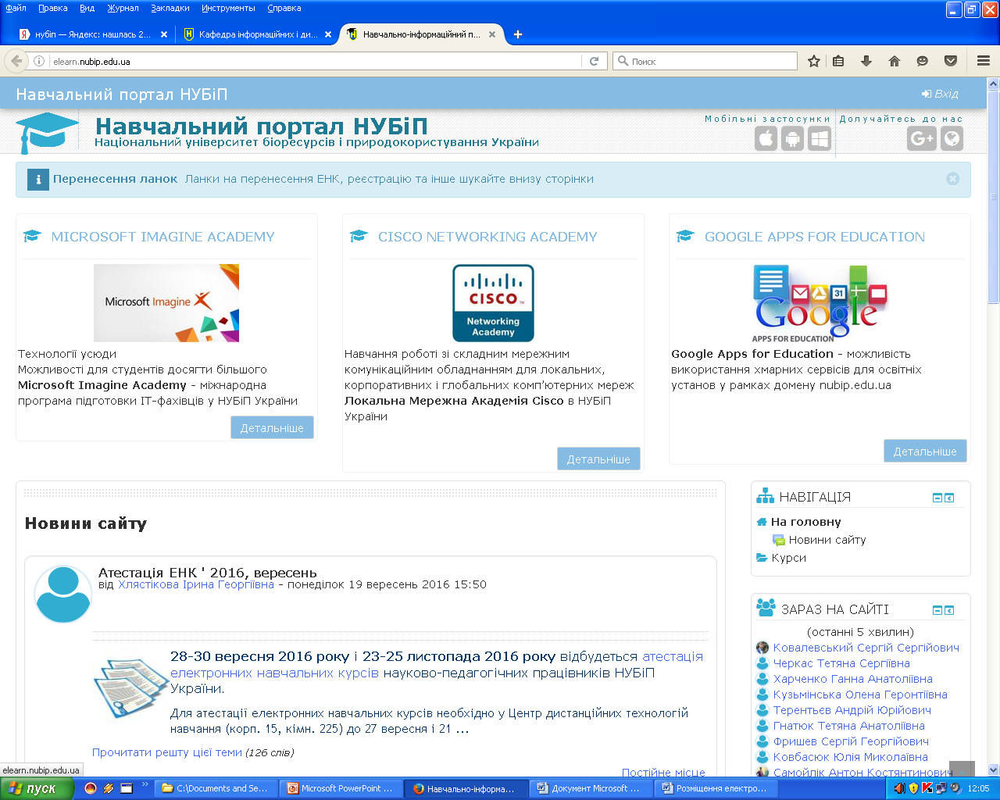 Файл Правка Вид Журнал Закладки Инструменты Справка
нубіп — Яндекс: нашлась 2... Кафедра інформаційних і ди... Навчально-інформаційний п...
elearn.nubip.edu.ua Поиск
Навчальний портал НУБіП Вхід
Навчальний портал НУБіП
Національний університет біоресурсів і природокористування України
Мобільні застосунки Долучайтесь до нас
G+
Перенесення ланок Ланки на перенесення ЕНК, реєстрацію та інше шукайте внизу сторінки
MICROSOFT IMAGINE ACADEMY
Microsoft Imagine
Технології усюди
Можливості для студентів досягти більшого
Microsoft Imagine Academy - міжнародна
програма підготовки ІТ-фахівців у НУБіП України
Детальніше
CISCO NETWORKING ACADEMY
CISCO™
Networking
Academy
Навчання роботі зі складним мережним
комунікаційним обладнанням для локальних,
корпоративних і глобальних комп'ютерних мереж
Локальна Мережна Академія Cisco в НУБіП
України
Детальніше
GOOGLE APPS FOR EDUCATION
31
Google
APPS FOR EDUCATION
Google Apps for Education - можливість
використання хмарних сервісів для освітніх
установ у рамках домену nubip.edu.ua
Детальніше
Новини сайту
Атестація ЕНК ' 2016, вересень
від Хлястікова Ірина Георгіївна - понеділок 19 вересень 2016 15:50
28-30 вересня 2016 року і 23-25 листопада 2016 року відбудеться атестація
електронних навчальних курсів науково-педагогічних працівників НУБіП
України.
Для атестації електронних навчальних курсів необхідно у Центр дистанційних технологій
навчання (корп. 15, кімн. 225) до 27 вересня і 21 ...
Прочитати решту цієї теми (126 слів)
Постійне місце
НАВІГАЦІЯ
На головну
Новини сайту
Курси
ЗАРАЗ НА САЙТІ
(останні 5 хвилин)
Ковалевський Сергій Сергійович
Черкас Тетяна Сергіївна
Харченко Ганна Анатоліївна
Кузьмінська Олена Геронтіївна
Терентьєв Андрій Юрійович
Гнатюк Тетяна Анатоліївна
Фришев Сергій Георгійович
Ковбасюк Юлія Миколаївна
Самойлік Антон Костянтинович
elearn.nubip.edu.ua
пуск C:\Documents and Se... Microsoft PowerPoint ... Навчально-інформа... Документ Microsoft ... Розміщення електро... 12:05